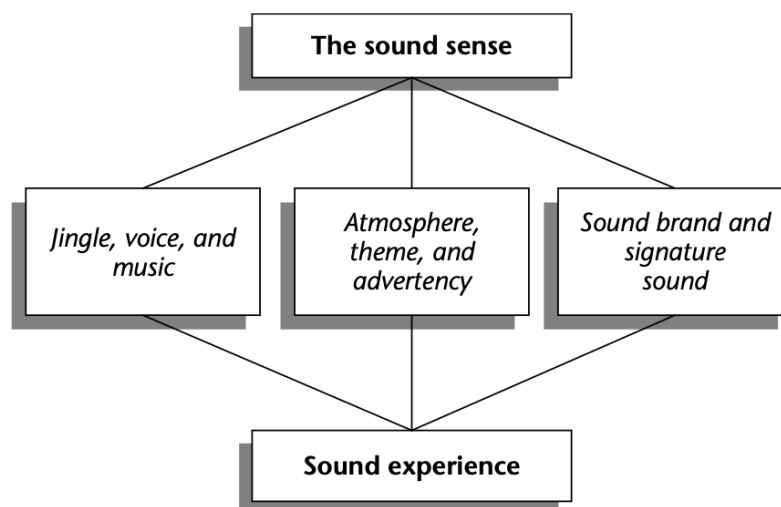 The sound sense
Jingle, voice, and
music
Atmosphere,
theme, and
advertency
Sound brand and
signature
sound
Sound experience